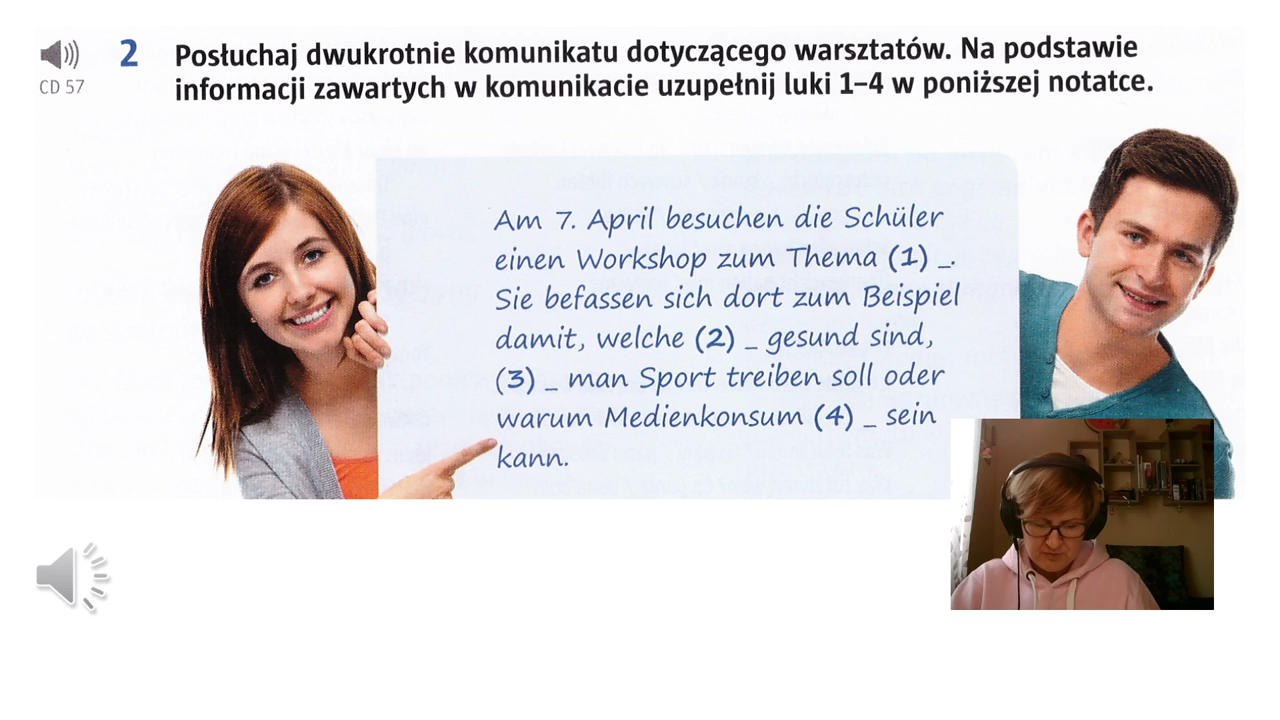 2 Posłuchaj dwukrotnie komunikatu dotyczącego warsztatów. Na podstawie
CD 57 informacji zawartych w komunikacie uzupełnij luki 1–4 w poniższej notatce.
Am 7. April besuchen die Schüler
einen Workshop zum Thema (1) _.
Sie befassen sich dort zum Beispiel
damit, welche (2) _ gesund sind,
(3) _ man Sport treiben soll oder
warum Medienkonsum (4) _ sein
kann.